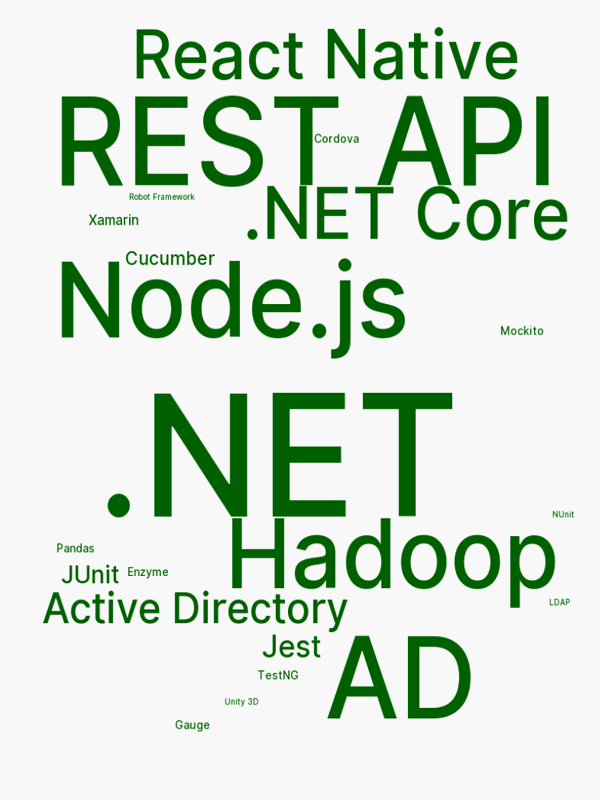 React Native
REST API
Cordova
Robot Framework
.NET Core
Xamarin
Cucumber
Node.js
Mockito
.NET
NUnit
Hadoop
Pandas
JUnit
Enzyme
LDAP
Active Directory
Jest
AD
TestNG
Unity 3D
Gauge